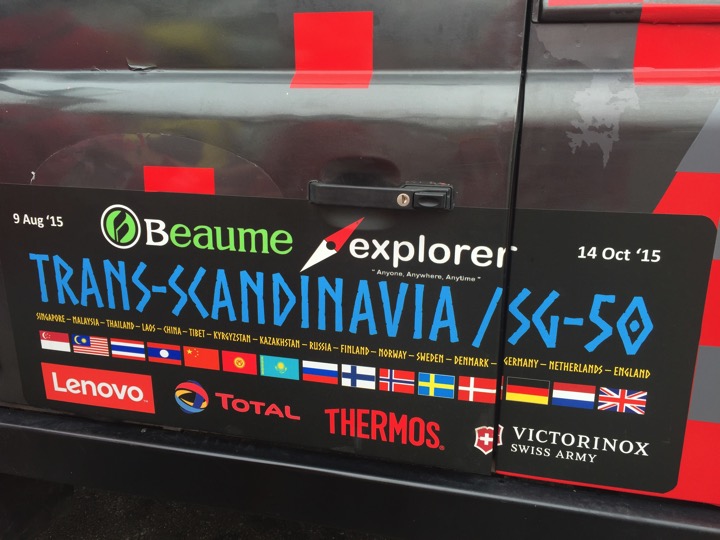 9 Aug '15
Beaume
explorer
" Anyone, Anywhere, Anytime "
14 Oct '15
TRANS-SCANDINAVIA / SG-50
SINGAPORE – MALAYSIA – THAILAND – LAOS – CHINA – TIBET – KYRGYZSTAN – KAZAKHSTAN – RUSSIA – FINLAND – NORWAY – SWEDEN – DENMARK – GERMANY – NETHERLANDS – ENGLAND
Lenovo
TOTAL
THERMOS
VICTORINOX
SWISS ARMY